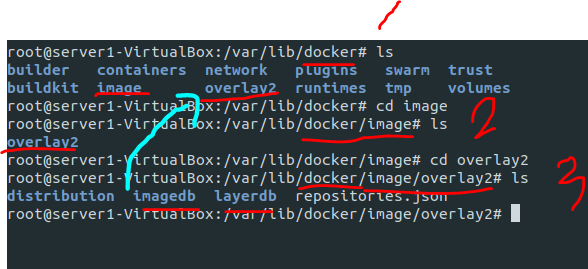 1
root@server1-VirtualBox:/var/lib/docker# ls
builder containers network plugins swarm trust
buildkit image overlay2 runtimes tmp volumes
root@server1-VirtualBox:/var/lib/docker# cd image
root@server1-VirtualBox:/var/lib/docker/image# ls
2
overlay2
root@server1-VirtualBox:/var/lib/docker/image# cd overlay2
root@server1-VirtualBox:/var/lib/docker/image/overlay2# ls
3
distribution imagedb layerdb repositories.json
root@server1-VirtualBox:/var/lib/docker/image/overlay2#